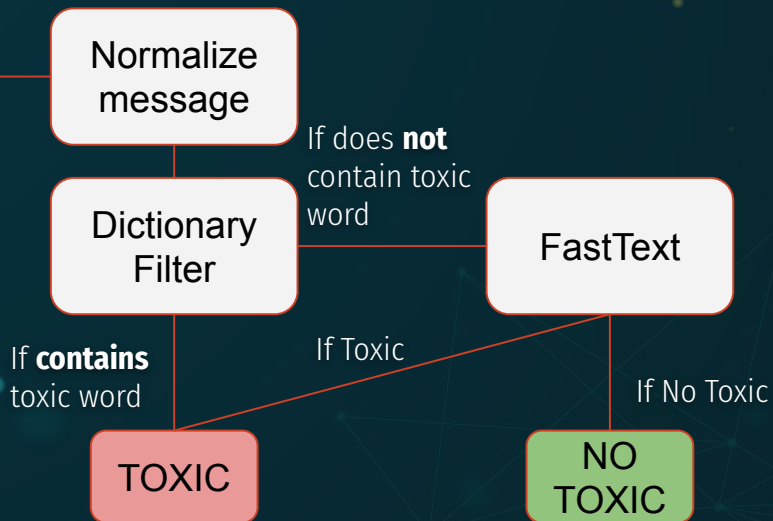 Normalize
message
If does not
contain toxic
word
Dictionary
Filter
FastText
If contains
toxic word
If Toxic
If No Toxic
TOXIC
NO
TOXIC